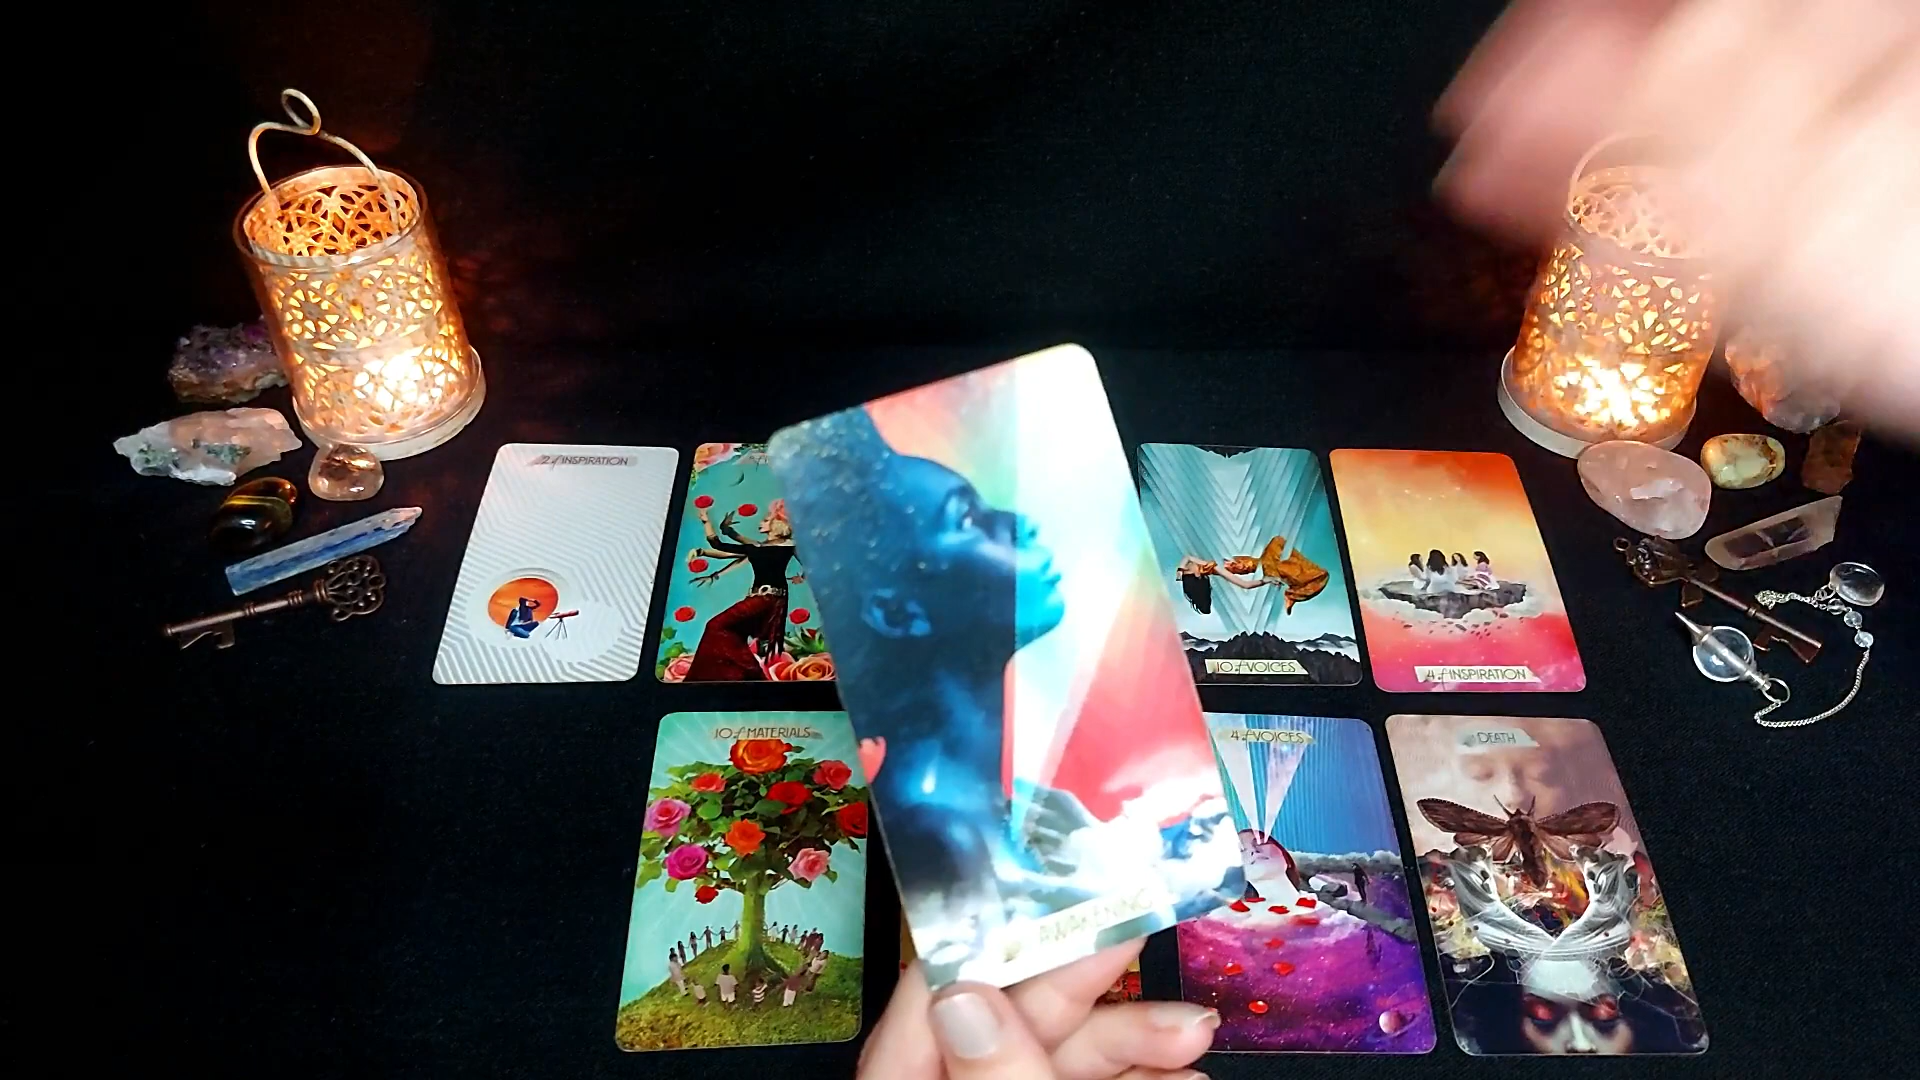 2 of INSPIRATION
10 of VOICES
4 of INSPIRATION
10 of MATERIALS
4 of VOICES
DEATH
AWAKENING